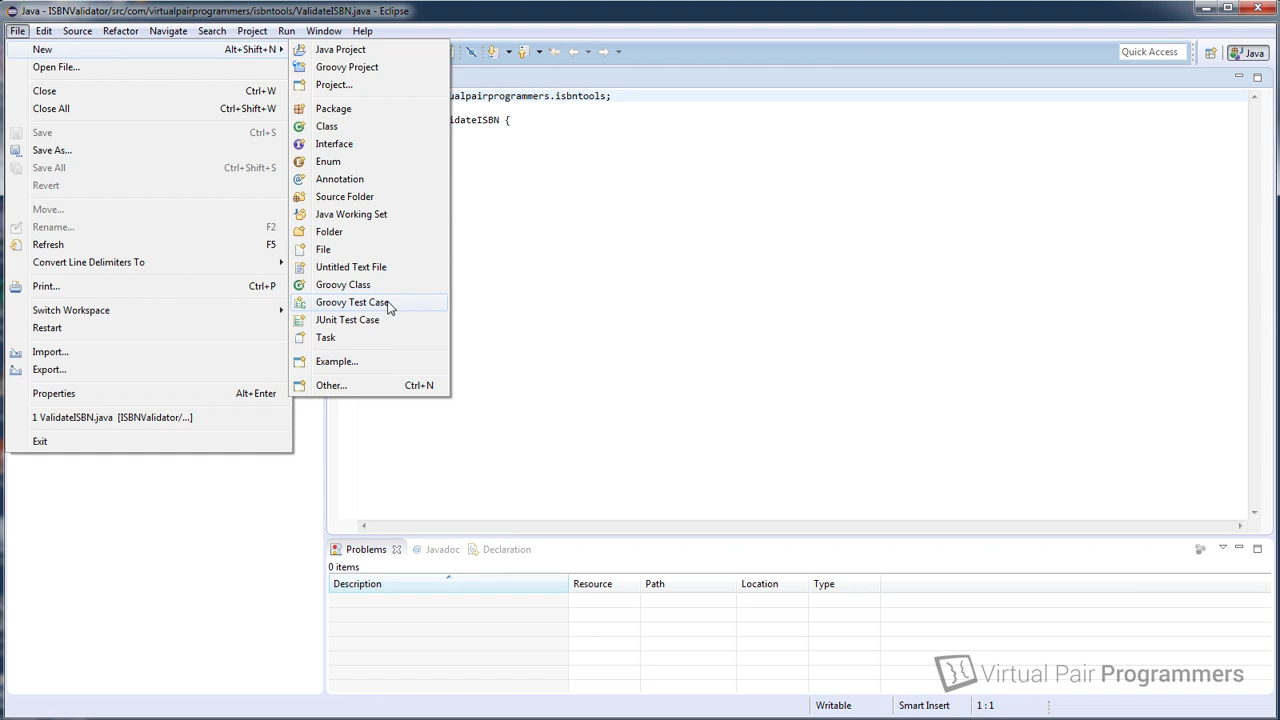 Java - ISBNValidator/src/com/virtualpairprogrammers/isbntools/ValidateISBN.java - Eclipse
File Edit Source Refactor Navigate Search Project Run Window Help
New Alt+Shift+N
Open File...
Close Ctrl+W
Close All Ctrl+Shift+W
Save Ctrl+S
Save As...
Save All Ctrl+Shift+S
Revert
Move...
Rename... F2
Refresh F5
Convert Line Delimiters To
Print... Ctrl+P
Switch Workspace
Restart
Import...
Export...
Properties Alt+Enter
1 ValidateISBN.java [ISBNValidator/...]
Exit
Java Project
Groovy Project
Project...
Package
Class
Interface
Enum
Annotation
Source Folder
Java Working Set
Folder
File
Untitled Text File
Groovy Class
Groovy Test Case
JUnit Test Case
Task
Example...
Other... Ctrl+N
Quick Access Java
ualpairprogrammers.isbntools;
idateISBN {
Problems Javadoc Declaration
0 items
Description Resource Path Location Type
Virtual Pair Programmers
Writable Smart Insert 1 : 1